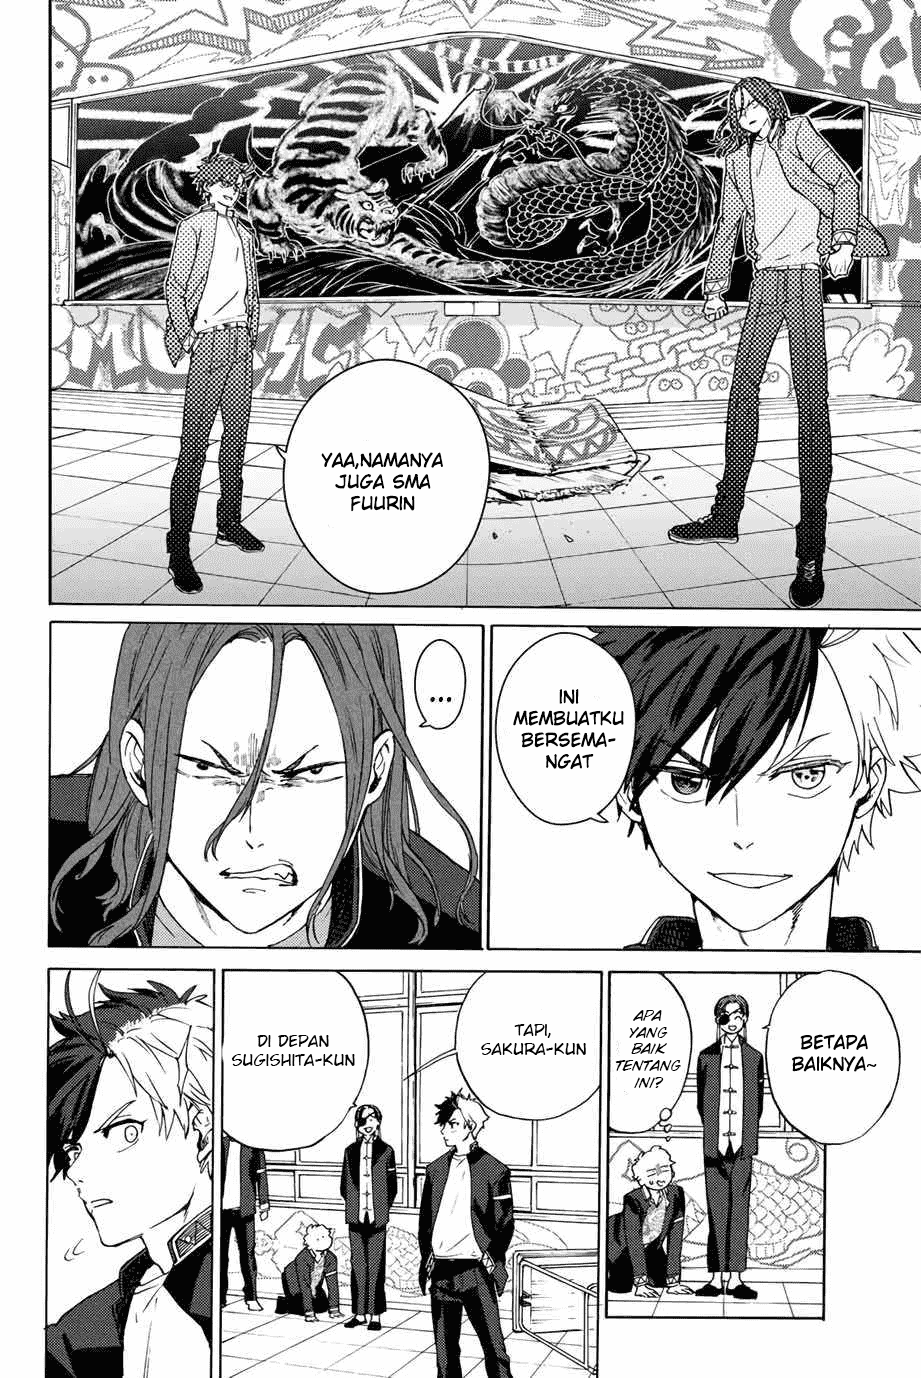 MUSIC
YAA,NAMANYA
JUGA SMA
FUURIN
INI
MEMBUATKU
BERSEMA-
NGAT
...
BETAPA
BAIKNYA~
APA
YANG
BAIK
TENTANG
INI?
TAPI,
SAKURA-KUN
DI DEPAN
SUGISHITA-KUN